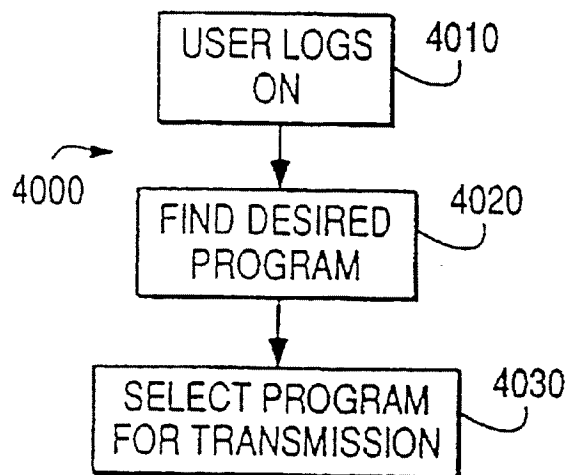 USER LOGS
ON
4010
4000
FIND DESIRED
PROGRAM
4020
SELECT PROGRAM
FOR TRANSMISSION
4030